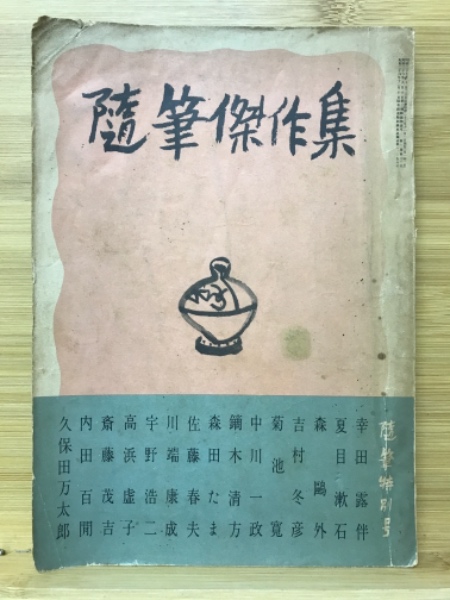 隨筆傑作集
隨筆特別号
幸田露伴
夏目漱石
森鷗外
吉村冬彦
菊池寛
中川一政
鏑木清方
森田たま
佐藤春夫
川端康成
宇野浩二
高浜虚子
斎藤茂吉
内田百閒
久保田万太郎